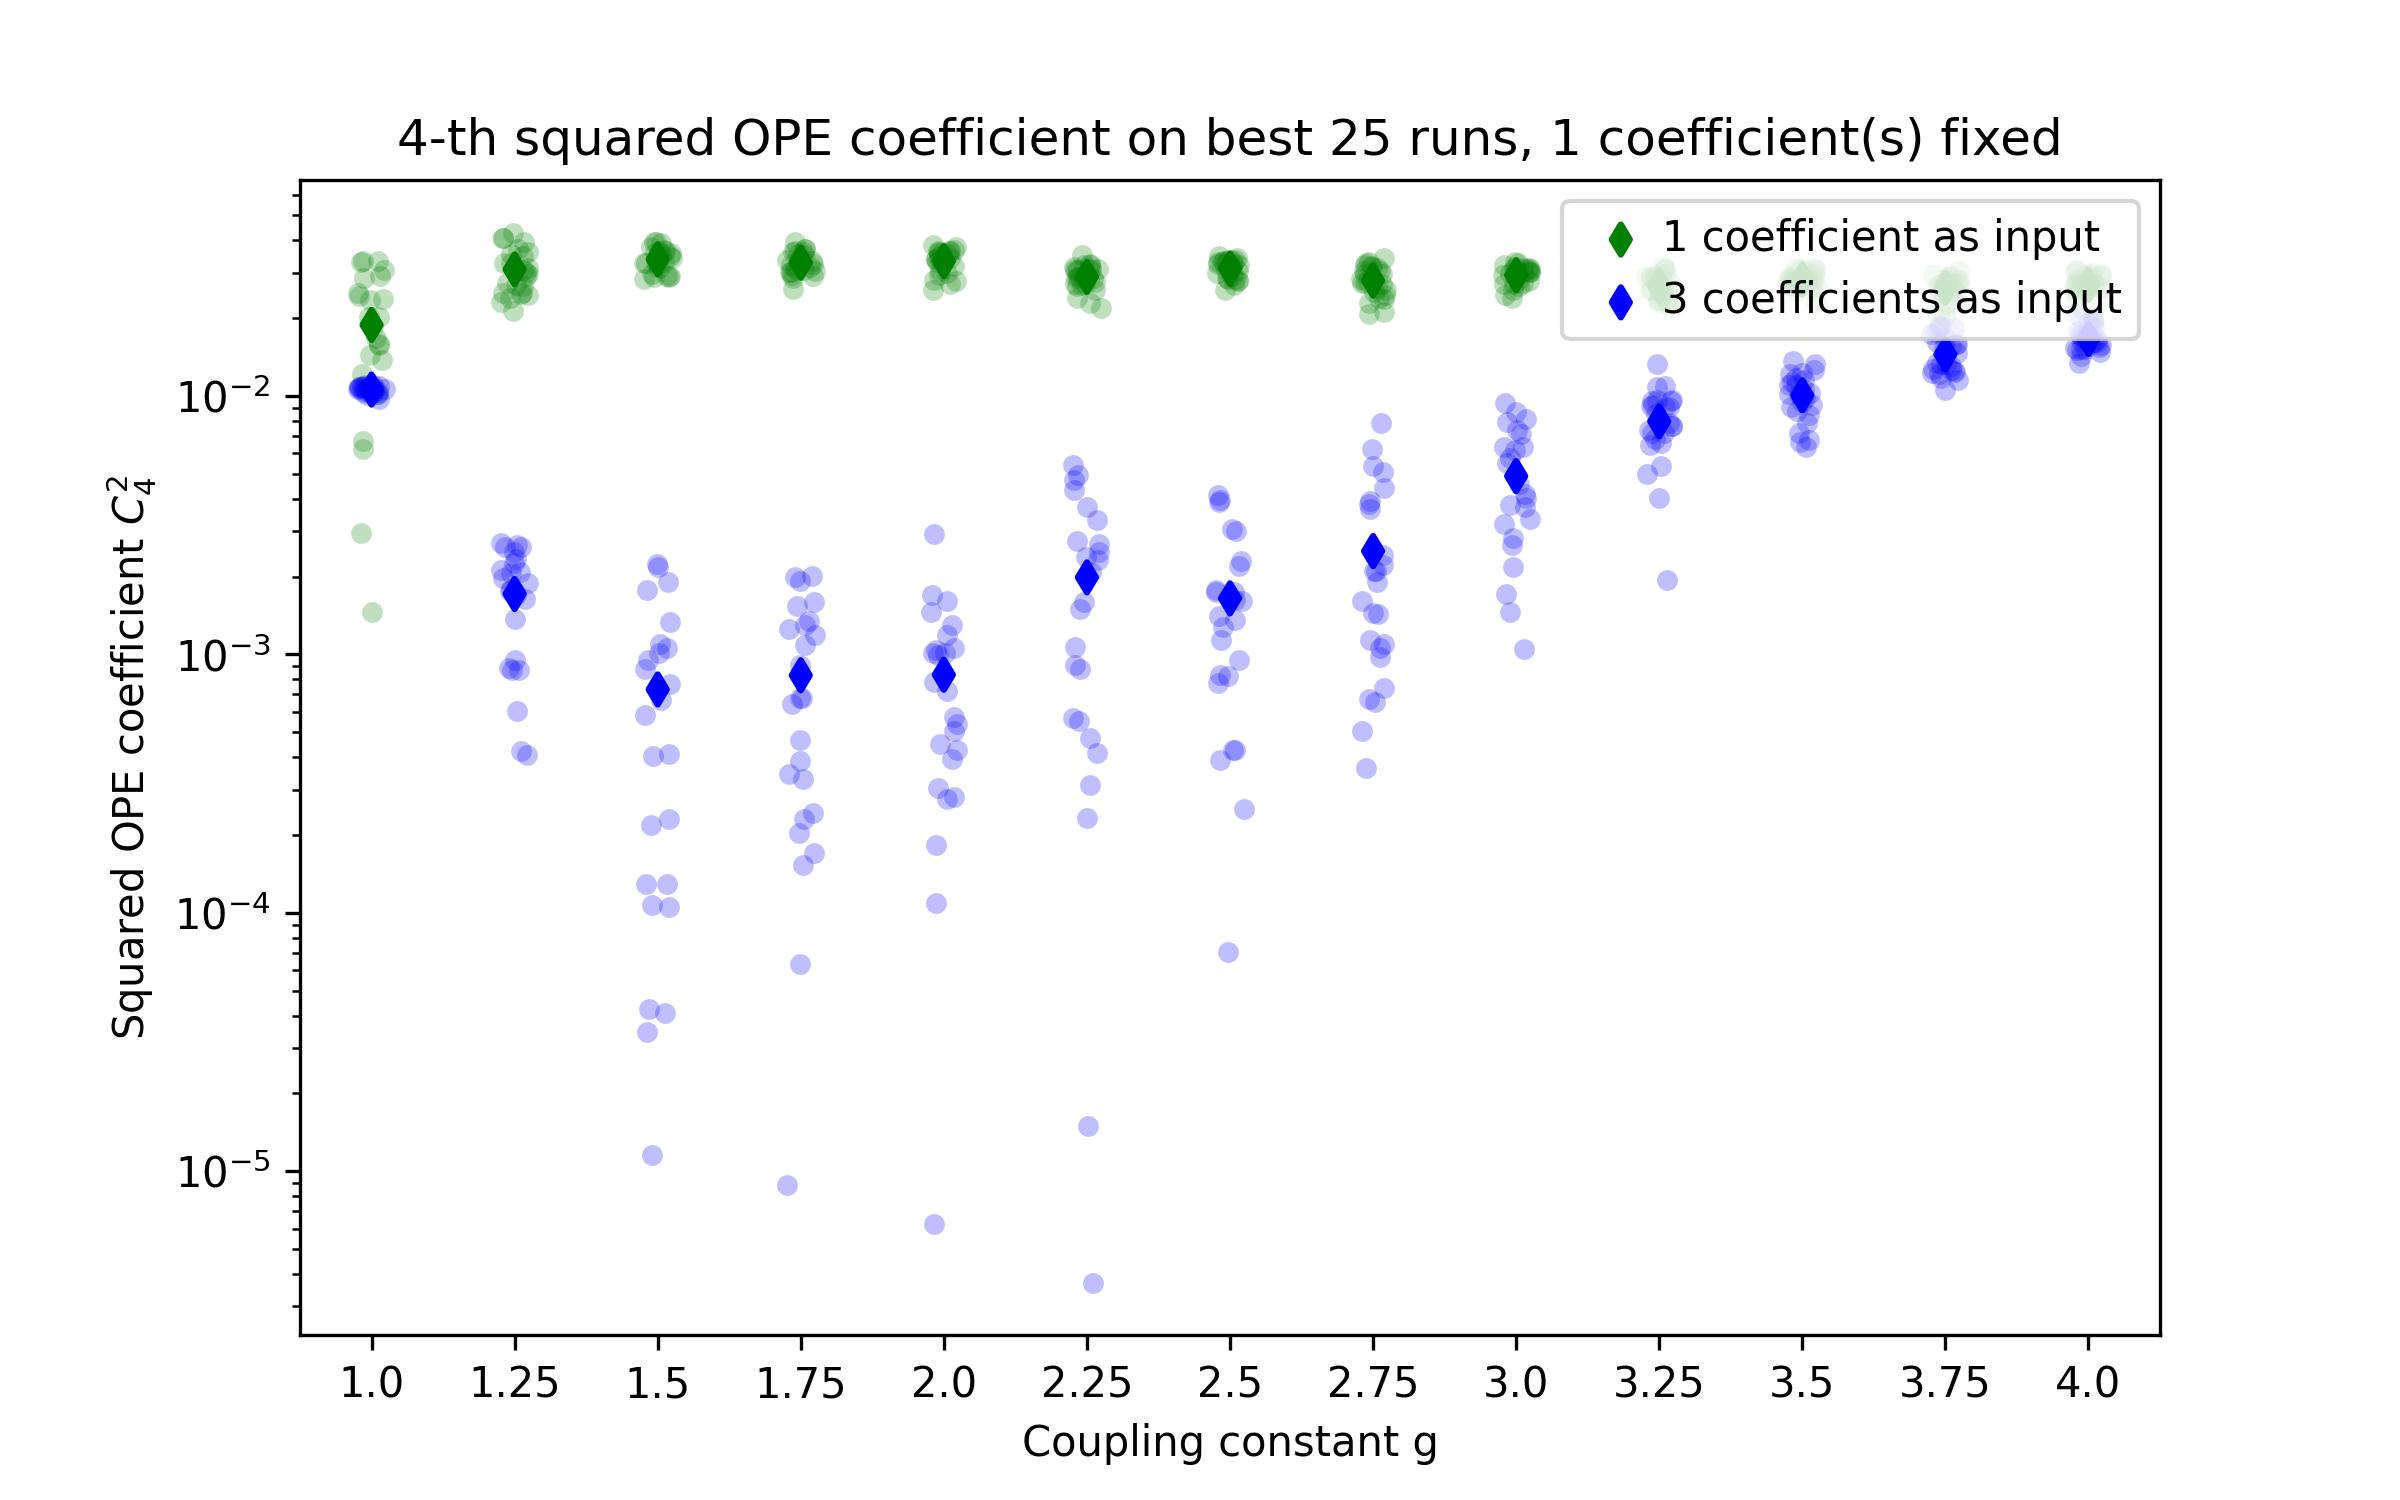 4-th squared OPE coefficient on best 25 runs, 1 coefficient(s) fixed
1 coefficient as input
3 coefficients as input
Squared OPE coefficient $C_4^2$
10⁻²
10⁻³
10⁻⁴
10⁻⁵
1.0 1.25 1.5 1.75 2.0 2.25 2.5 2.75 3.0 3.25 3.5 3.75 4.0
Coupling constant g